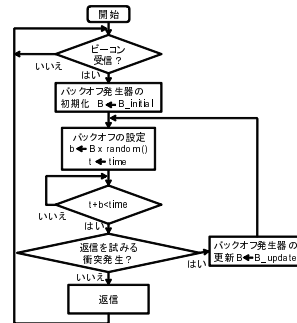 開始
ビーコン
受信？
いいえ
はい
バックオフ発生器の
初期化 B←B_initial
バックオフの設定
b←B x random()
t←time
t+b<time
いいえ
はい
返信を試みる
衝突発生？
はい
いいえ
バックオフ発生器の
更新B←B_update
返信